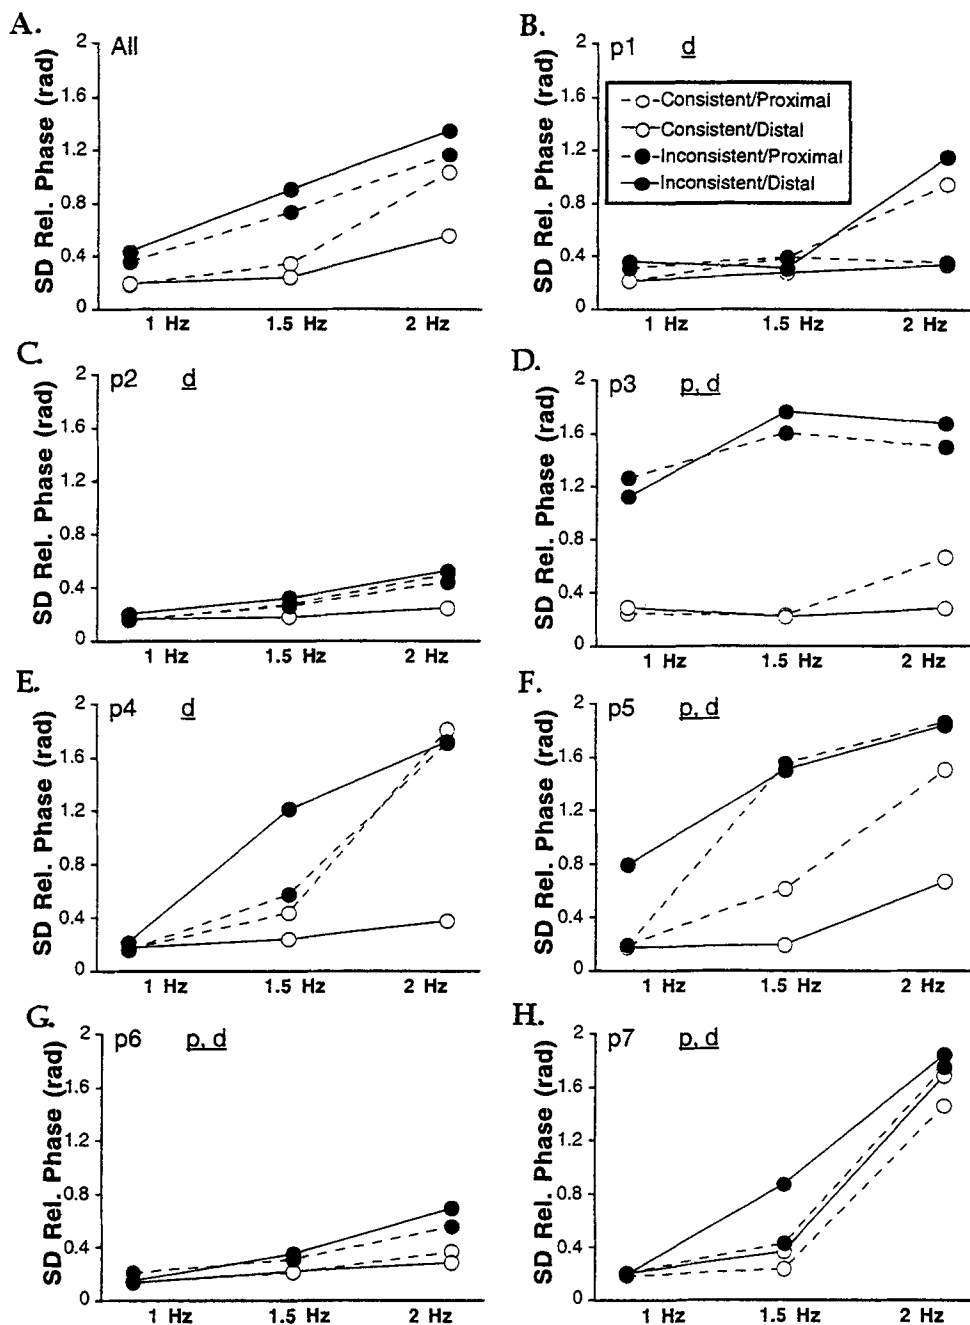 A.
All
SD Rel. Phase (rad)
2
1.6
1.2
0.8
0.4
0
1 Hz 1.5 Hz 2 Hz
B.
p1 d
SD Rel. Phase (rad)
2
1.6
1.2
0.8
0.4
0
Consistent/Proximal
Consistent/Distal
Inconsistent/Proximal
Inconsistent/Distal
1 Hz 1.5 Hz 2 Hz
C.
p2 d
SD Rel. Phase (rad)
2
1.6
1.2
0.8
0.4
0
1 Hz 1.5 Hz 2 Hz
D.
p3 p, d
SD Rel. Phase (rad)
2
1.6
1.2
0.8
0.4
0
1 Hz 1.5 Hz 2 Hz
E.
p4 d
SD Rel. Phase (rad)
2
1.6
1.2
0.8
0.4
0
1 Hz 1.5 Hz 2 Hz
F.
p5 p, d
SD Rel. Phase (rad)
2
1.6
1.2
0.8
0.4
0
1 Hz 1.5 Hz 2 Hz
G.
p6 p, d
SD Rel. Phase (rad)
2
1.6
1.2
0.8
0.4
0
1 Hz 1.5 Hz 2 Hz
H.
p7 p, d
SD Rel. Phase (rad)
2
1.6
1.2
0.8
0.4
0
1 Hz 1.5 Hz 2 Hz